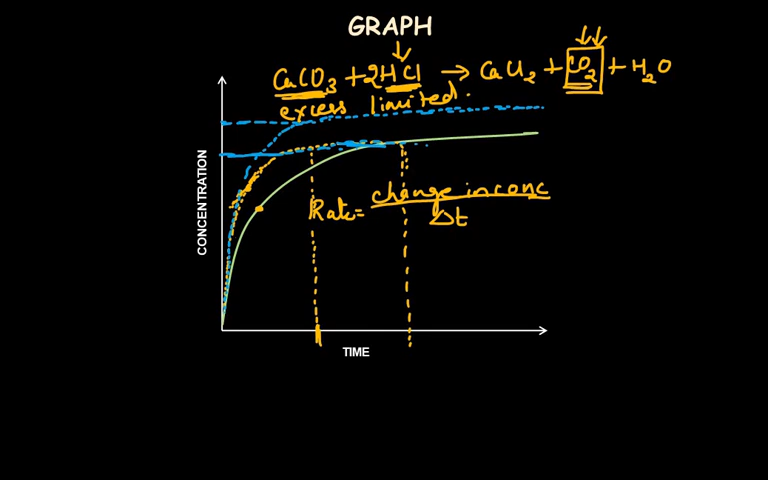 GRAPH
CaCO3 + 2HCl → CaCl2 + CO2 + H2O
excess limited.
CONCENTRATION
Rate = change in conc
Δt
TIME